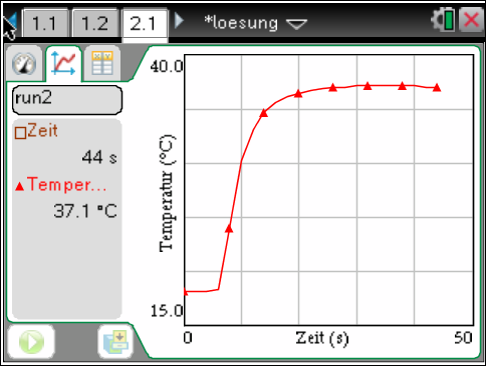 1.1 1.2 2.1 *loesung
run2
Zeit
44 s
Temper...
37.1 °C
40.0
Temperatur (°C)
15.0
0 Zeit (s) 50